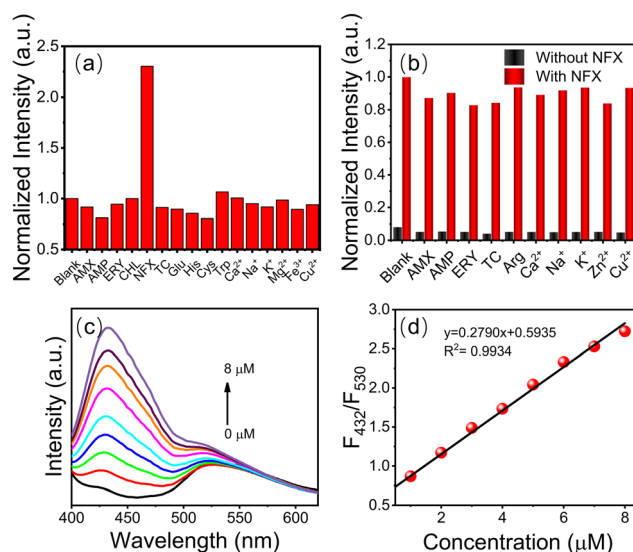 (a)
Normalized Intensity (a.u.)
2.5
2.0
1.5
1.0
0.5
Blank
AMX
AMP
ERY
CHL
NFX
TC
Glu
His
Cys
Trp
Ca²⁺
Na⁺
K⁺
Mg²⁺
Fe³⁺
Cu²⁺
(b)
Without NFX
With NFX
Normalized Intensity (a.u.)
1.2
1.0
0.8
0.6
0.4
0.2
0.0
Blank
AMX
AMP
ERY
TC
Arg
Ca²⁺
Na⁺
K⁺
Zn²⁺
Cu²⁺
(c)
Intensity (a.u.)
8 μM
0 μM
400 450 500 550 600
Wavelength (nm)
(d)
y=0.2790x+0.5935
R²= 0.9934
F₄₃₂/F₅₃₀
3.0
2.5
2.0
1.5
1.0
0.5
2 4 6 8
Concentration (μM)